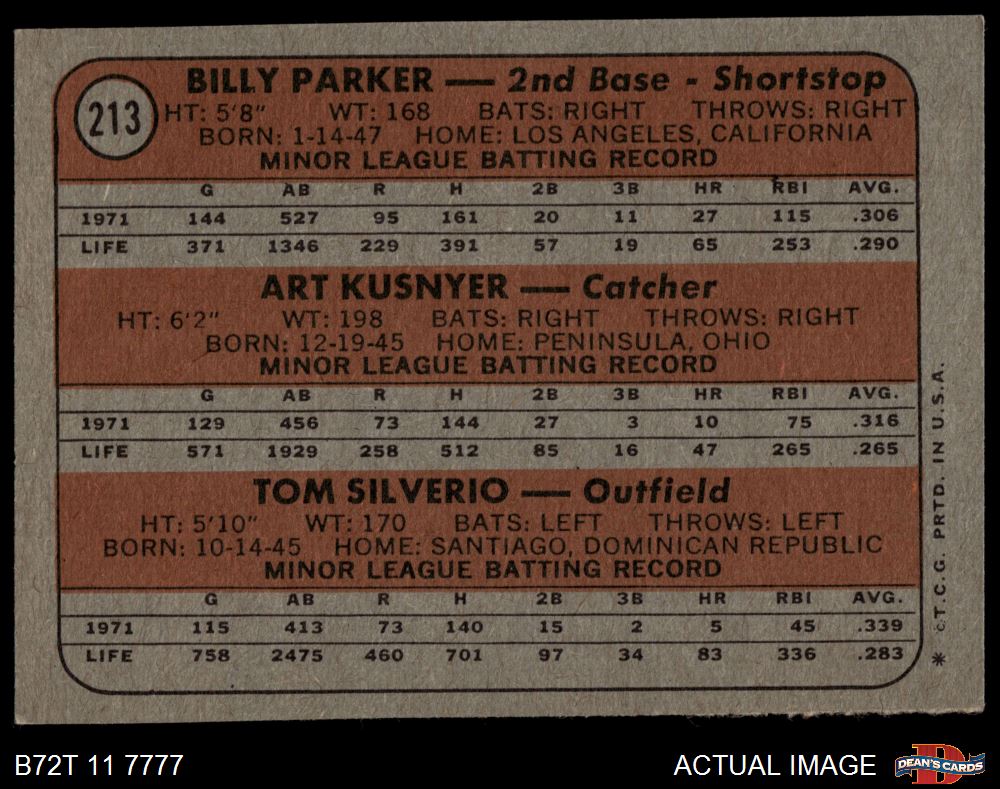 213
BILLY PARKER — 2nd Base - Shortstop
HT: 5'8" WT: 168 BATS: RIGHT THROWS: RIGHT
BORN: 1-14-47 HOME: LOS ANGELES, CALIFORNIA
MINOR LEAGUE BATTING RECORD
G AB R H 2B 3B HR RBI AVG.
1971 144 527 95 161 20 11 27 115 .306
LIFE 371 1346 229 391 57 19 65 253 .290
ART KUSNYER — Catcher
HT: 6'2" WT: 198 BATS: RIGHT THROWS: RIGHT
BORN: 12-19-45 HOME: PENINSULA, OHIO
MINOR LEAGUE BATTING RECORD
G AB R H 2B 3B HR RBI AVG.
1971 129 456 73 144 27 3 10 75 .316
LIFE 571 1929 258 512 85 16 47 265 .265
TOM SILVERIO — Outfield
HT: 5'10" WT: 170 BATS: LEFT THROWS: LEFT
BORN: 10-14-45 HOME: SANTIAGO, DOMINICAN REPUBLIC
MINOR LEAGUE BATTING RECORD
G AB R H 2B 3B HR RBI AVG.
1971 115 413 73 140 15 2 5 45 .339
LIFE 758 2475 460 701 97 34 83 336 .283
* ©T.C.G. PRTD. IN U.S.A.
B72T 11 7777
ACTUAL IMAGE
D
DEAN'S CARDS